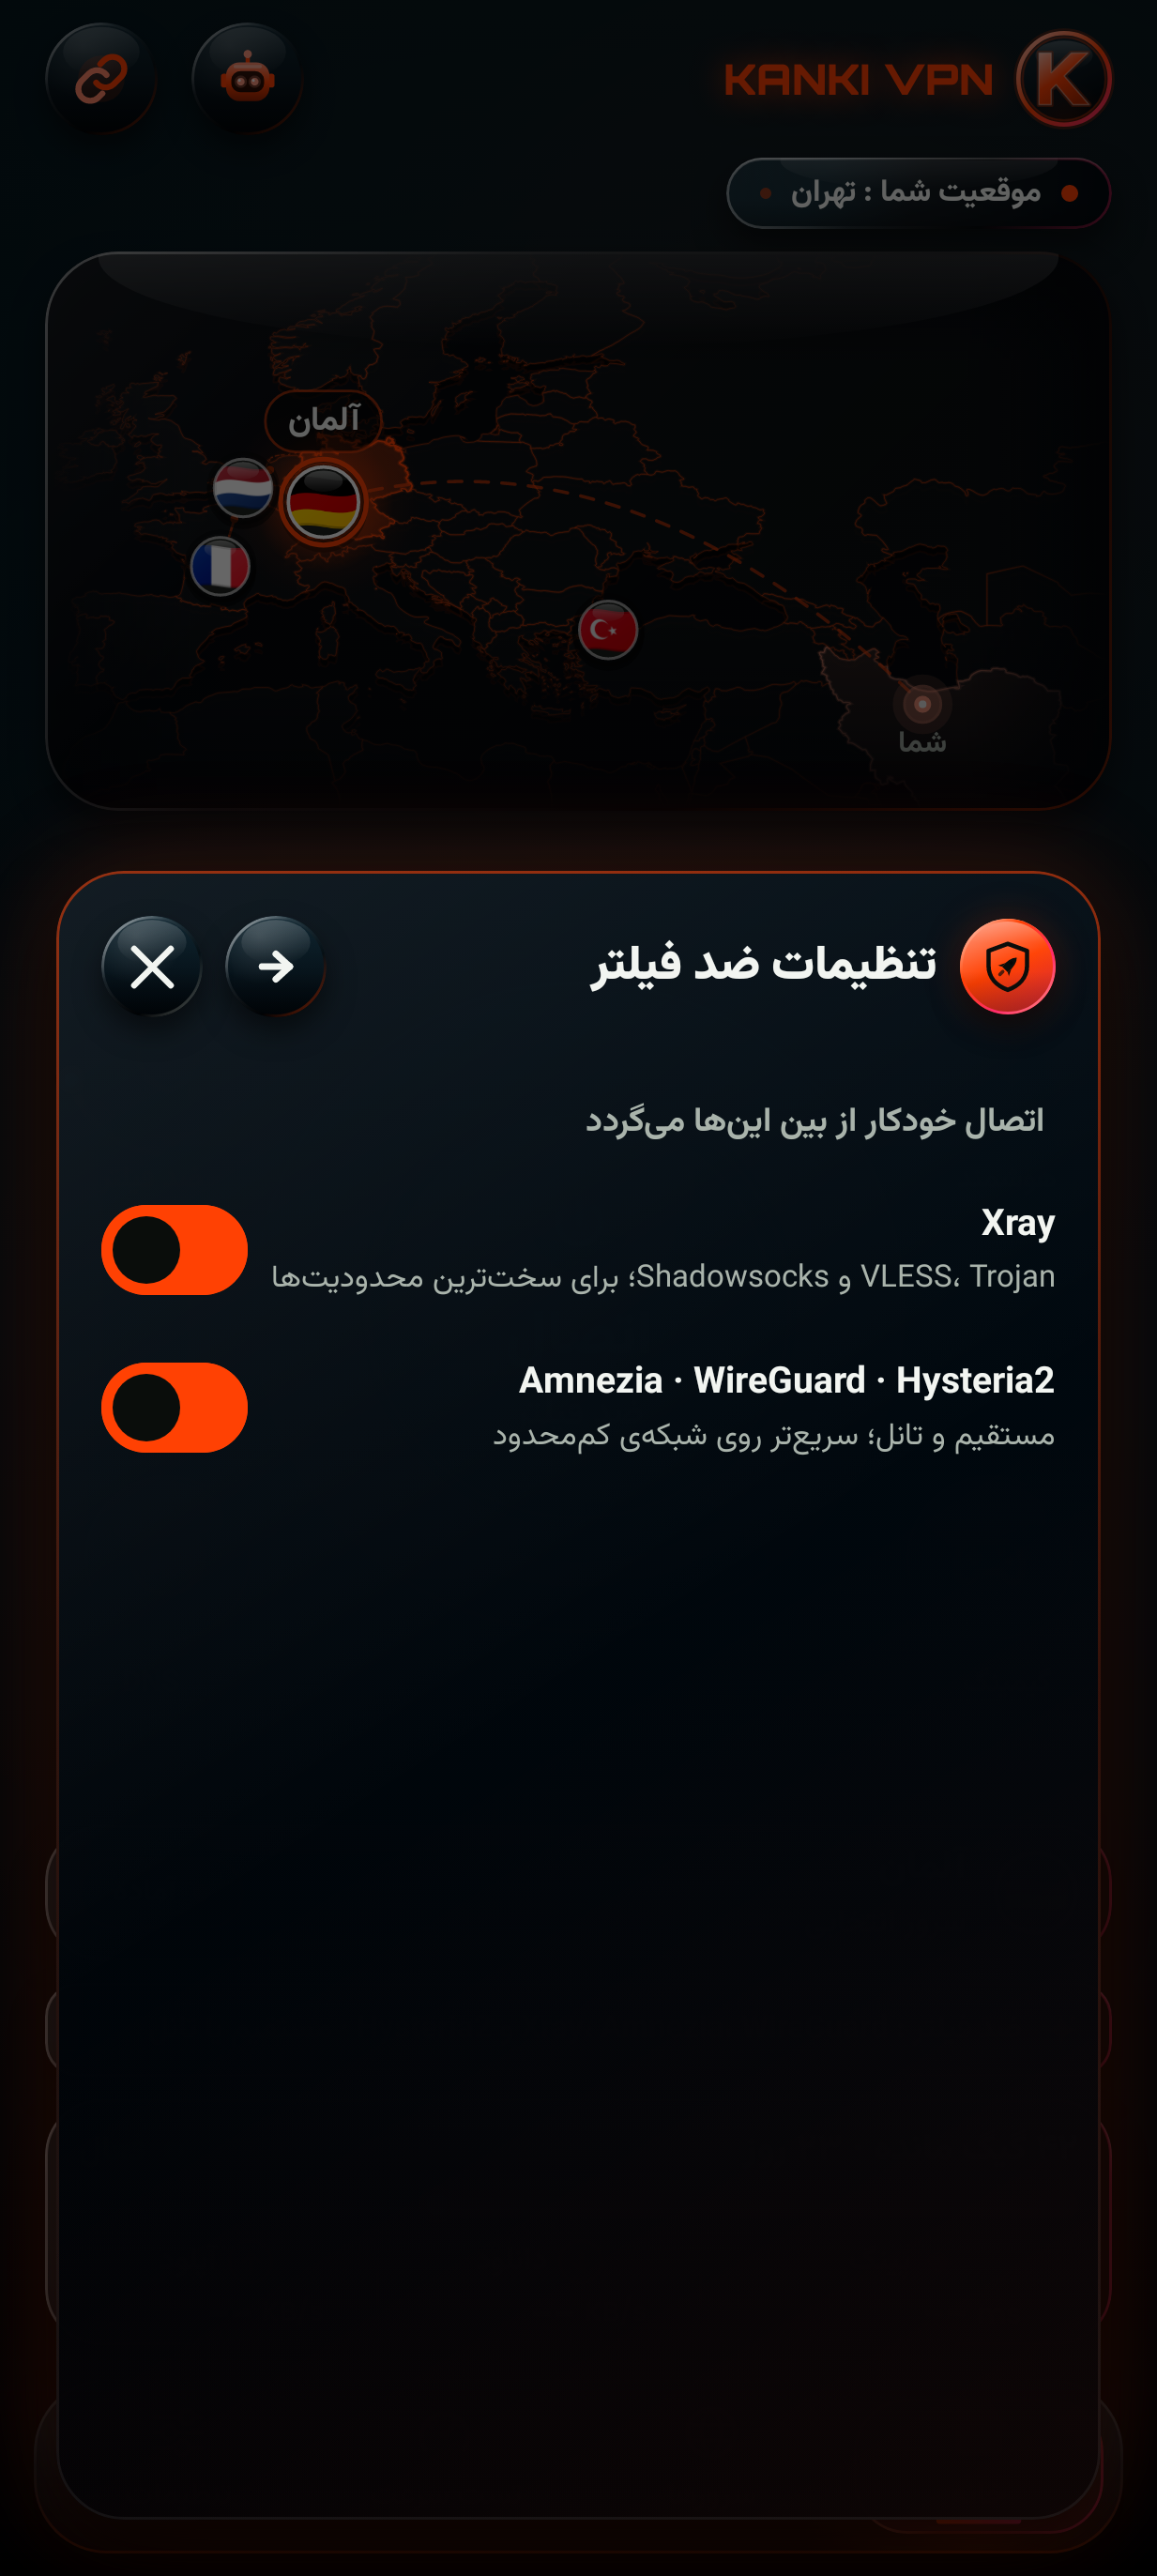 KANKI VPN
موقعیت شما : تهران
آلمان
شما
تنظیمات ضد فیلتر
اتصال خودکار از بین این‌ها می‌گردد
Xray
VLESS، Trojan و Shadowsocks؛ برای سخت‌ترین محدودیت‌ها
Amnezia · WireGuard · Hysteria2
مستقیم و تانل؛ سریع‌تر روی شبکه‌ی کم‌محدود